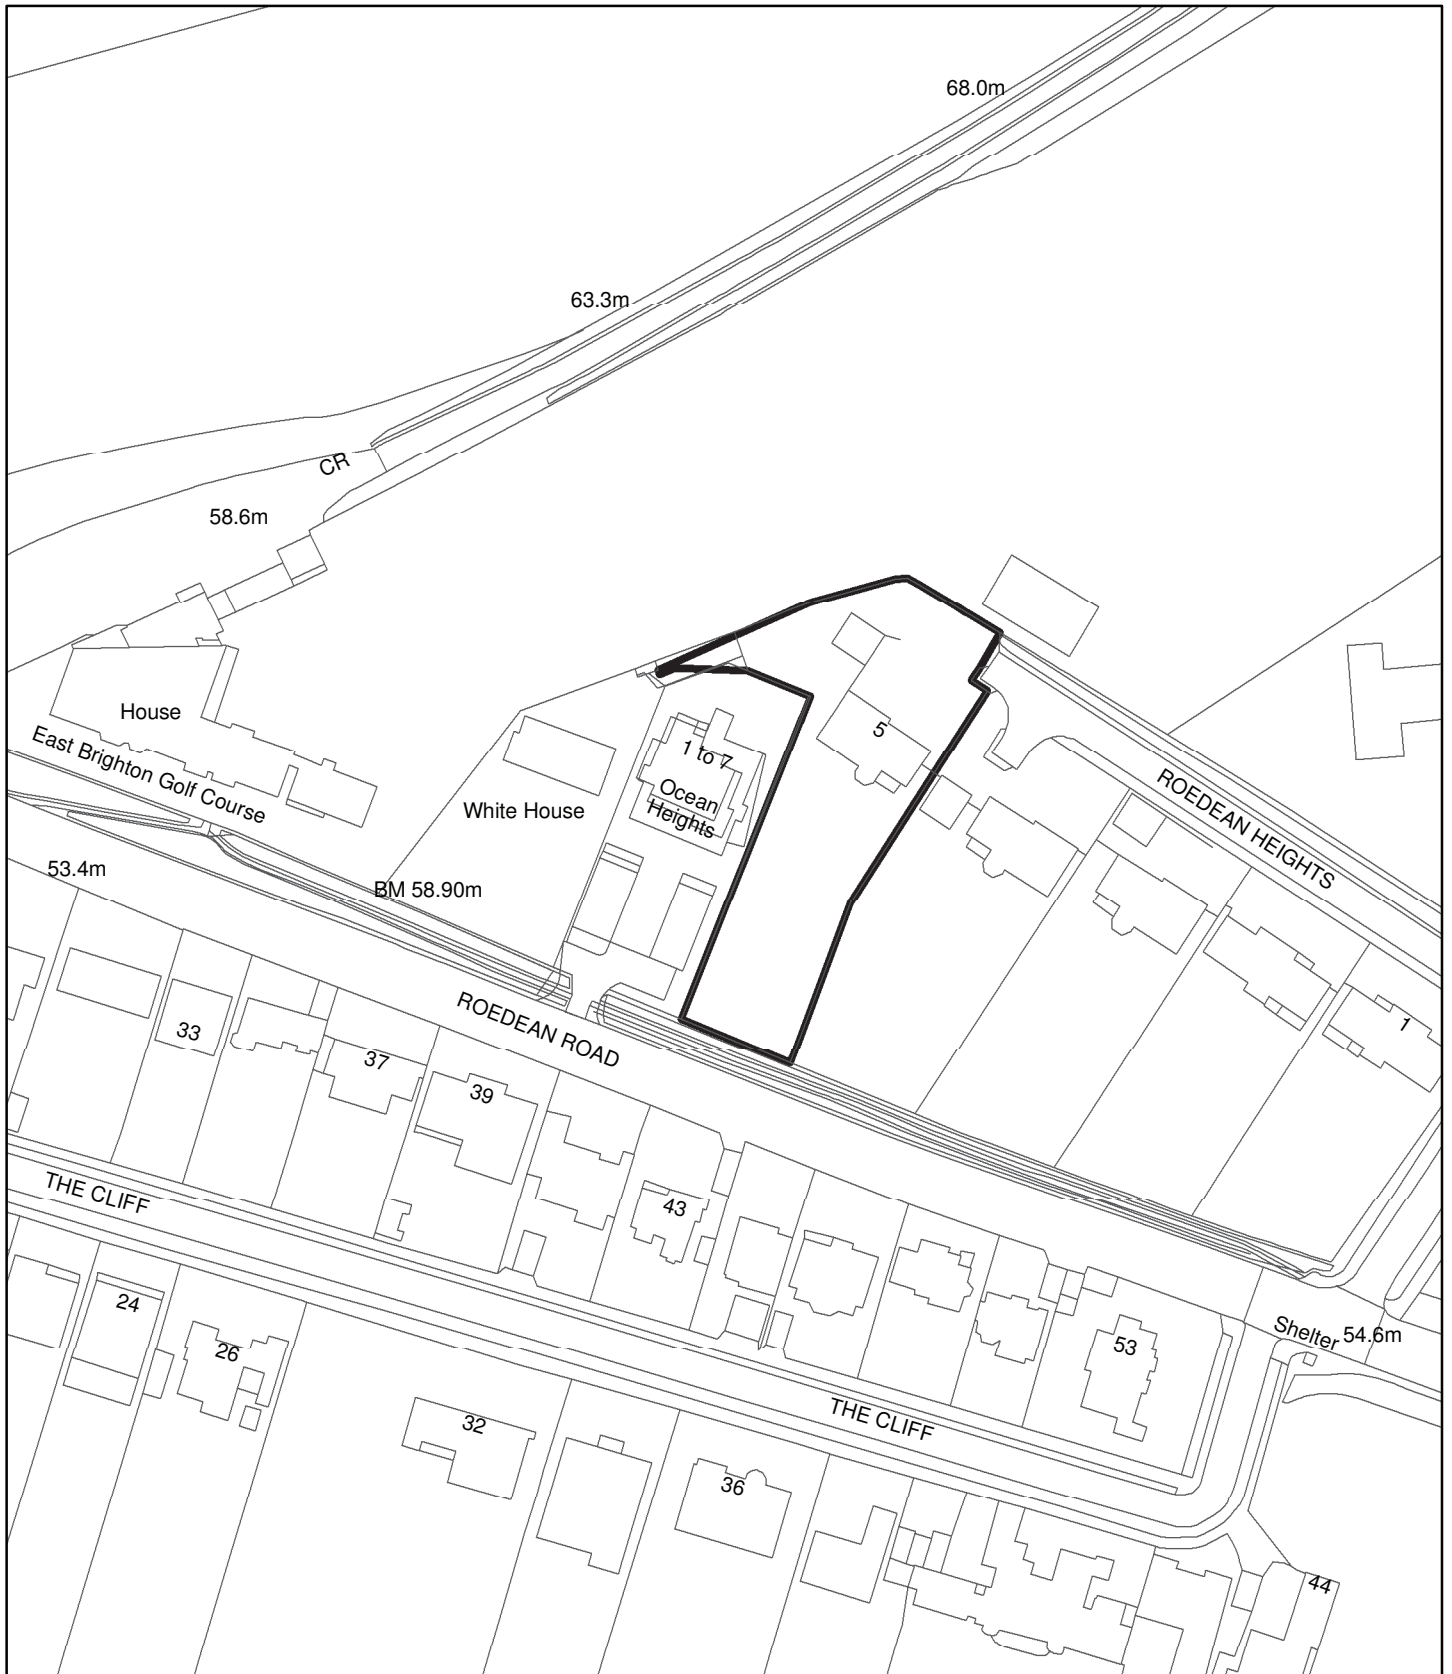 68.0m
63.3m
CR
58.6m
House
East Brighton Golf Course
1 to 7
Ocean
Heights
5
White House
ROEDEAN HEIGHTS
53.4m
BM 58.90m
ROEDEAN ROAD
33
37
39
1
THE CLIFF
43
24
26
Shelter
54.6m
53
32
THE CLIFF
36
44